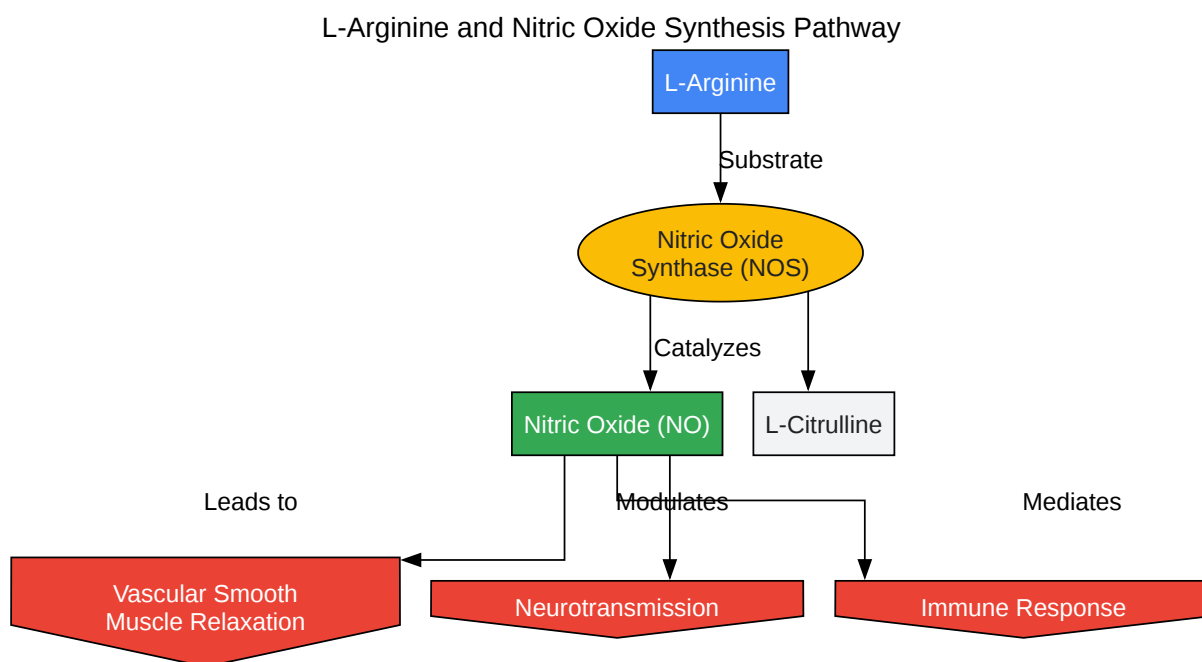 L-Arginine and Nitric Oxide Synthesis Pathway
L-Arginine
Substrate
Nitric Oxide
Synthase (NOS)
Catalyzes
Nitric Oxide (NO)
L-Citrulline
Leads to
Modulates
Mediates
Vascular Smooth
Muscle Relaxation
Neurotransmission
Immune Response